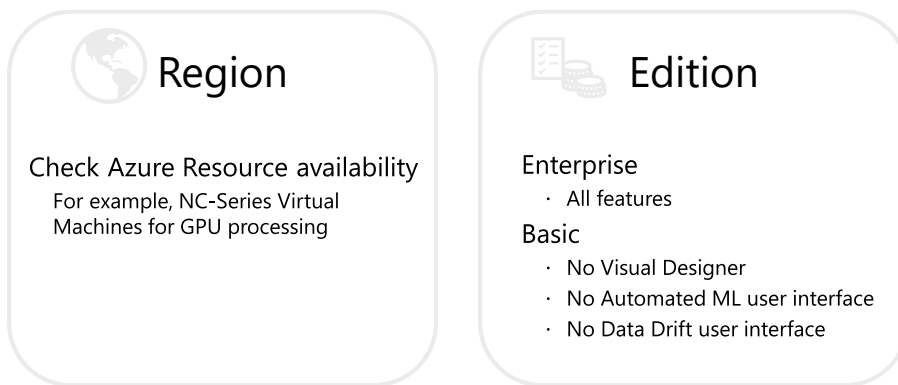 Region
Check Azure Resource availability
For example, NC-Series Virtual
Machines for GPU processing
Edition
Enterprise
· All features
Basic
· No Visual Designer
· No Automated ML user interface
· No Data Drift user interface